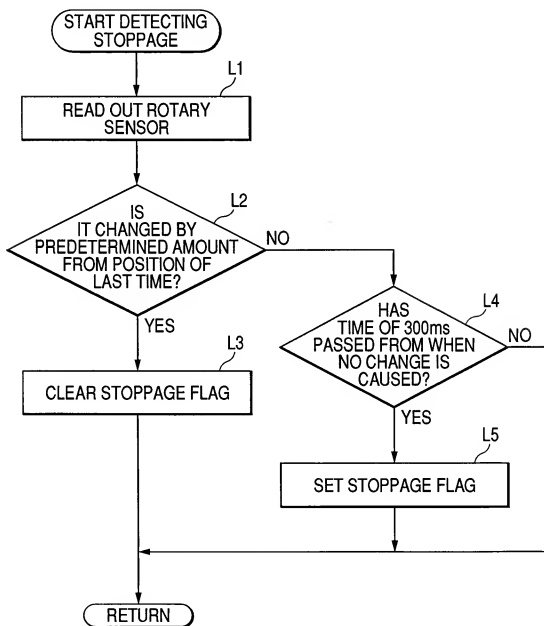 START DETECTING
STOPPAGE
L1
READ OUT ROTARY
SENSOR
L2
IS
IT CHANGED BY
PREDETERMINED AMOUNT
FROM POSITION OF
LAST TIME?
NO
YES
L4
HAS
TIME OF 300ms
PASSED FROM WHEN
NO CHANGE IS
CAUSED?
NO
YES
L3
CLEAR STOPPAGE FLAG
L5
SET STOPPAGE FLAG
RETURN